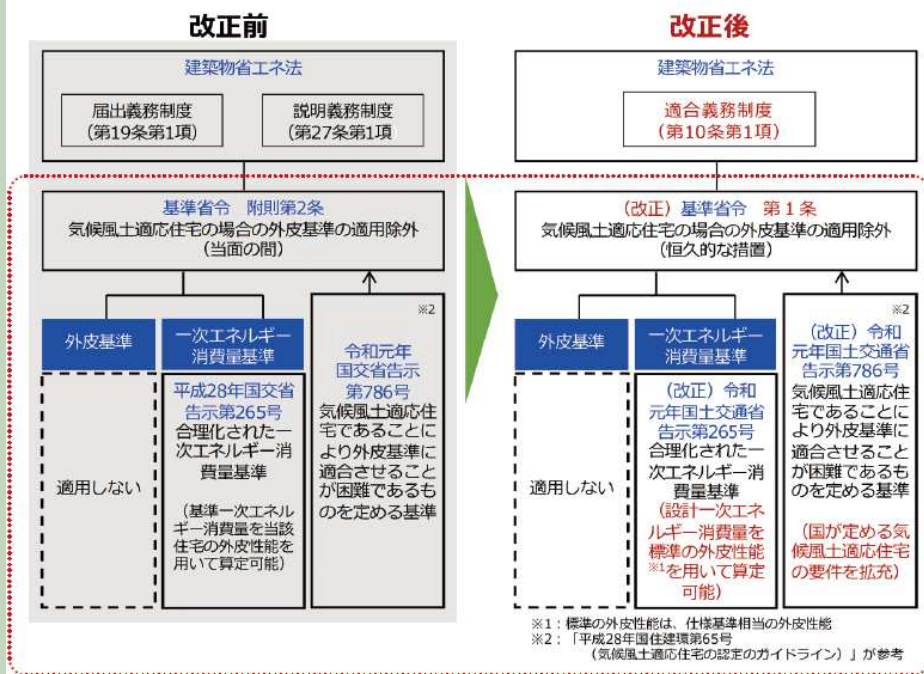 改正前
建築物省エネ法
届出義務制度
(第19条第1項)
説明義務制度
(第27条第1項
基準省令 附則第2条
気候風土適応住宅の場合の外皮基準の適用除外
(当面の間)
外皮基準
適用しない
一次エネルギー
消費量基準
平成28年国交省
告示第265号
合理化された一
次エネルギー消
費量基準
(基準一次エネル
ギー消費量を当該
住宅の外皮性能を
用いて算定可能)
※2
令和元年
国交省告示
第786号
気候風土適応住
宅であることに
より外皮基準に
適合させること
が困難であるも
のを定める基準
改正後
建築物省エネ法
適合義務制度
(第10条第1項)
(改正)基準省令 第1条
気候風土適応住宅の場合の外皮基準の適用除外
(恒久的な措置)
外皮基準
適用しない
一次エネルギー
消費量基準
(改正)令和
元年国土交通省
告示第265号
合理化された一
次エネルギー消
費量基準
(設計一次エネ
ルギー消費量を
標準の外皮性能
※1を用いて算定
可能)
※2
(改正)令和
元年国土交通省
告示第786号
気候風土適応住
宅であることに
より外皮基準に
適合させること
が困難であるも
のを定める基準
(国が定める気
候風土適応住宅
の要件を拡充)
※1:標準の外皮性能は、仕様基準相当の外皮性能
※2:「平成28年国住建環第65号
(気候風土適応住宅の認定のガイドライン)」が参考